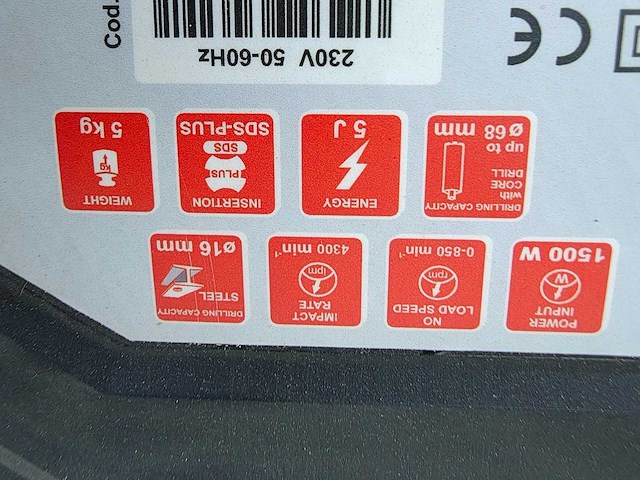 POWER
INPUT
W
1500 W
NO
LOAD SPEED
rpm
0-850 min⁻¹
IMPACT
RATE
ipm
4300 min⁻¹
DRILLING CAPACITY
STEEL
ø16 mm
DRILLING CAPACITY
with
CORE
DRILL
up to
ø 68 mm
ENERGY
5 J
INSERTION
PLUS
SDS
SDS-PLUS
WEIGHT
kg
5 kg
230V 50-60Hz
CE
Cod.